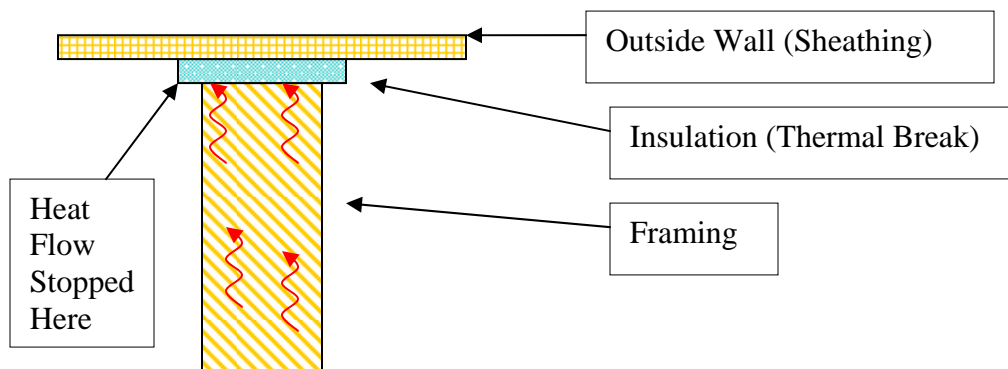 Outside Wall (Sheathing)
Insulation (Thermal Break)
Heat
Flow
Stopped
Here
Framing